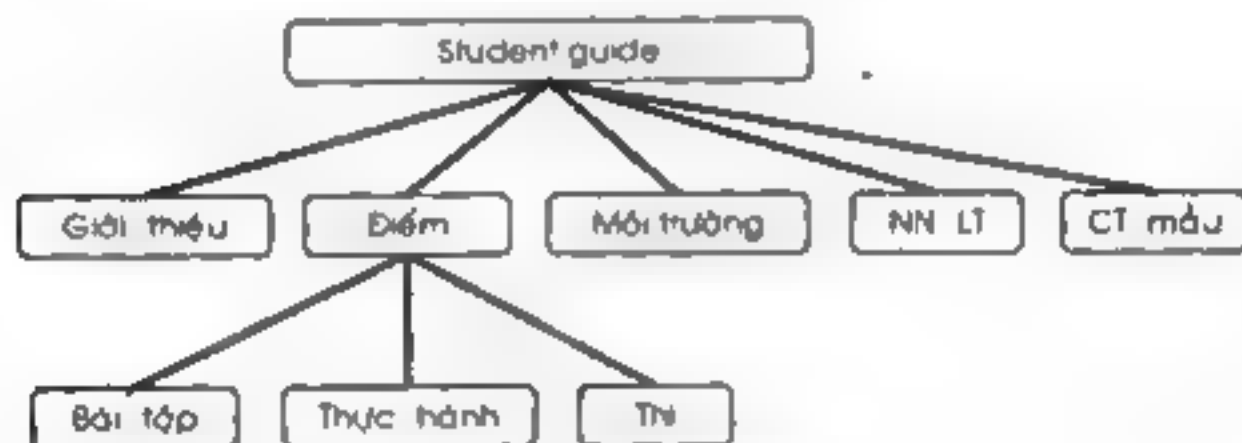 Student guide
Giới thiệu
Điểm
Môi trường
NN LT
CT mẫu
Bài tập
Thực hành
Thi